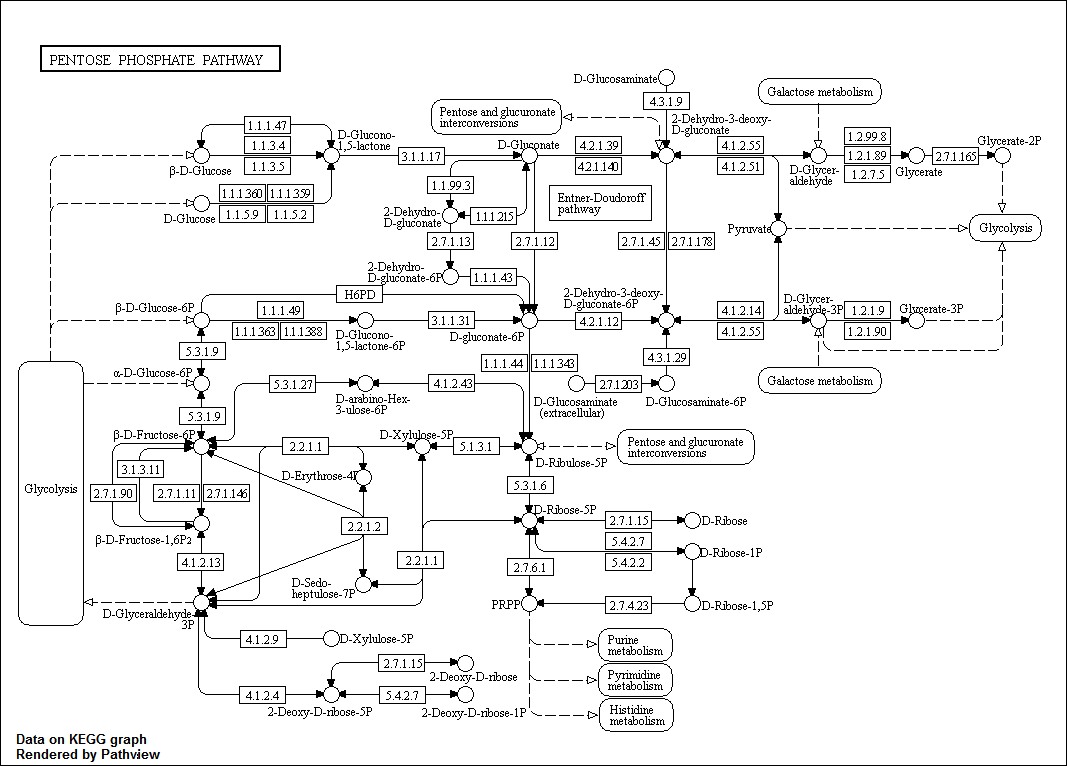 PENTOSE PHOSPHATE PATHWAY
D-Glucosaminate
4.3.1.9
Galactose metabolism
Pentose and glucuronate
interconversions
2-Dehydro-3-deoxy-
D-gluconate
1.1.1.47
D-Glucono-
1,5-lactone
1.1.3.4
1.1.3.5
β-D-Glucose
3.1.1.17
D-Gluconate
4.2.1.39
4.2.1.140
4.1.2.55
4.1.2.51
D-Glycer-
aldehyde
1.2.99.8
1.2.1.89
1.2.7.5
Glycerate
2.7.1.165
Glycerate-2P
1.1.1.360
1.1.1.359
1.1.5.9
1.1.5.2
D-Glucose
1.1.99.3
2-Dehydro-
D-gluconate
1.1.1.215
Entner-Doudoroff
pathway
Pyruvate
Glycolysis
2.7.1.13
2.7.1.12
2.7.1.45
2.7.1.178
2-Dehydro-
D-gluconate-6P
1.1.1.43
H6PD
β-D-Glucose-6P
1.1.1.49
1.1.1.363
1.1.1.388
D-Glucono-
1,5-lactone-6P
3.1.1.31
D-gluconate-6P
2-Dehydro-3-deoxy-
D-gluconate-6P
4.2.1.12
4.1.2.14
4.1.2.55
D-Glycer-
aldehyde-3P
1.2.1.9
1.2.1.90
Glycerate-3P
5.3.1.9
1.1.1.44
1.1.1.343
4.3.1.29
α-D-Glucose-6P
5.3.1.27
D-arabino-Hex-
3-ulose-6P
4.1.2.43
D-Glucosaminate
(extracellular)
2.7.1.203
D-Glucosaminate-6P
Galactose metabolism
5.3.1.9
β-D-Fructose-6P
2.2.1.1
D-Xylulose-5P
5.1.3.1
D-Ribulose-5P
Pentose and glucuronate
interconversions
3.1.3.11
2.7.1.90
2.7.1.11
2.7.1.146
D-Erythrose-4P
5.3.1.6
Glycolysis
β-D-Fructose-1,6P2
2.2.1.2
D-Ribose-5P
2.7.1.15
D-Ribose
5.4.2.7
5.4.2.2
D-Ribose-1P
4.1.2.13
2.2.1.1
2.7.6.1
D-Sedo-
heptulose-7P
D-Glyceraldehyde-
3P
PRPP
2.7.4.23
D-Ribose-1,5P
4.1.2.9
D-Xylulose-5P
Purine
metabolism
2.7.1.15
2-Deoxy-D-ribose
Pyrimidine
metabolism
4.1.2.4
2-Deoxy-D-ribose-5P
5.4.2.7
2-Deoxy-D-ribose-1P
Histidine
metabolism
Data on KEGG graph
Rendered by Pathview